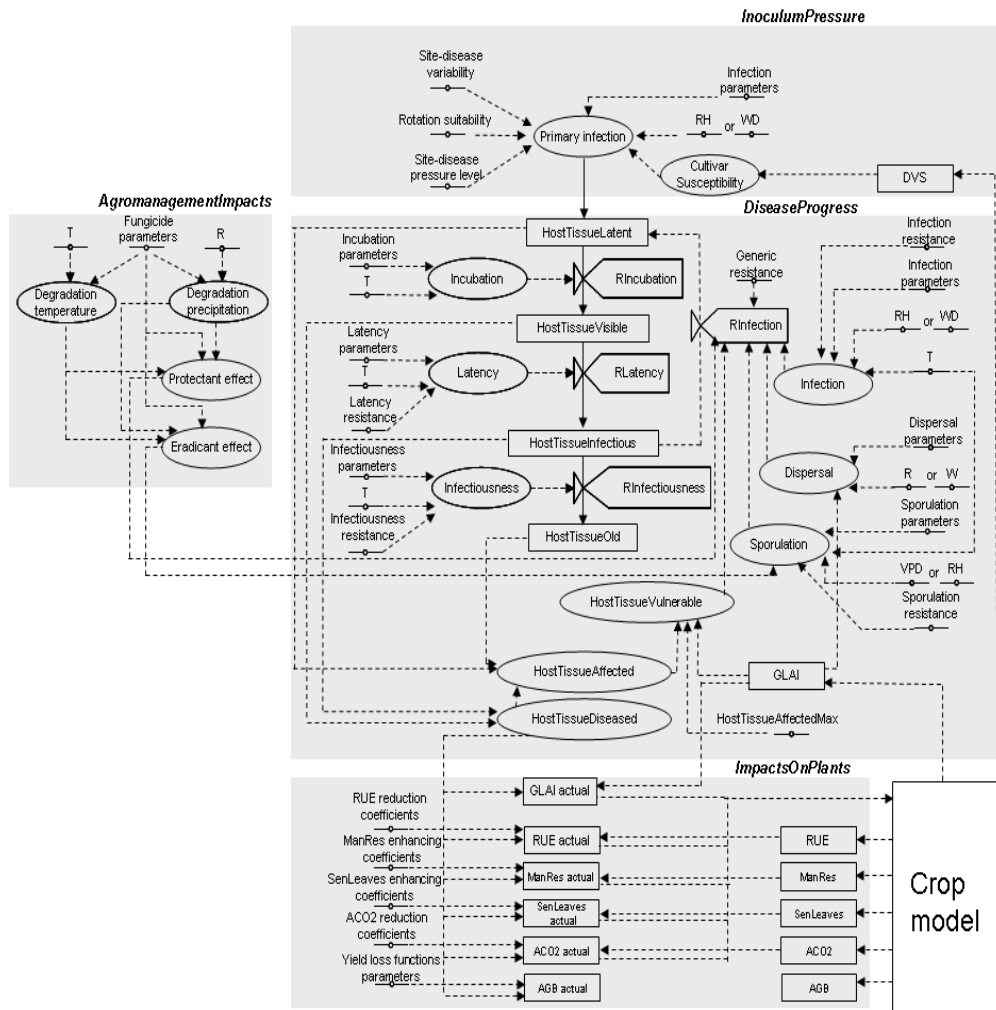 InoculumPressure
Site-disease
variability
Infection
parameters
Rotation suitability
Primary infection
RH or WD
Site-disease
pressure level
Cultivar
Susceptibility
DVS
AgromanagementImpacts
T
Fungicide
parameters
R
Degradation
temperature
Degradation
precipitation
Protectant effect
Eradicant effect
DiseaseProgress
HostTissueLatent
Incubation
parameters
T
Incubation
RIncubation
Generic
resistance
Infection
resistance
Infection
parameters
HostTissueVisible
RInfection
RH or WD
Latency
parameters
T
Latency
resistance
Latency
RLatency
T
Infection
HostTissueInfectious
Infectiousness
parameters
T
Infectiousness
resistance
Infectiousness
RInfectiousness
Dispersal
parameters
Dispersal
R or W
Sporulation
parameters
HostTissueOld
Sporulation
VPD or RH
Sporulation
resistance
HostTissueVulnerable
HostTissueAffected
GLAI
HostTissueDiseased
HostTissueAffectedMax
ImpactsOnPlants
RUE reduction
coefficients
GLAI actual
ManRes enhancing
coefficients
RUE actual
RUE
SenLeaves enhancing
coefficients
ManRes actual
ManRes
ACO2 reduction
coefficients
SenLeaves
actual
SenLeaves
Yield loss functions
parameters
ACO2 actual
ACO2
AGB actual
AGB
Crop
model